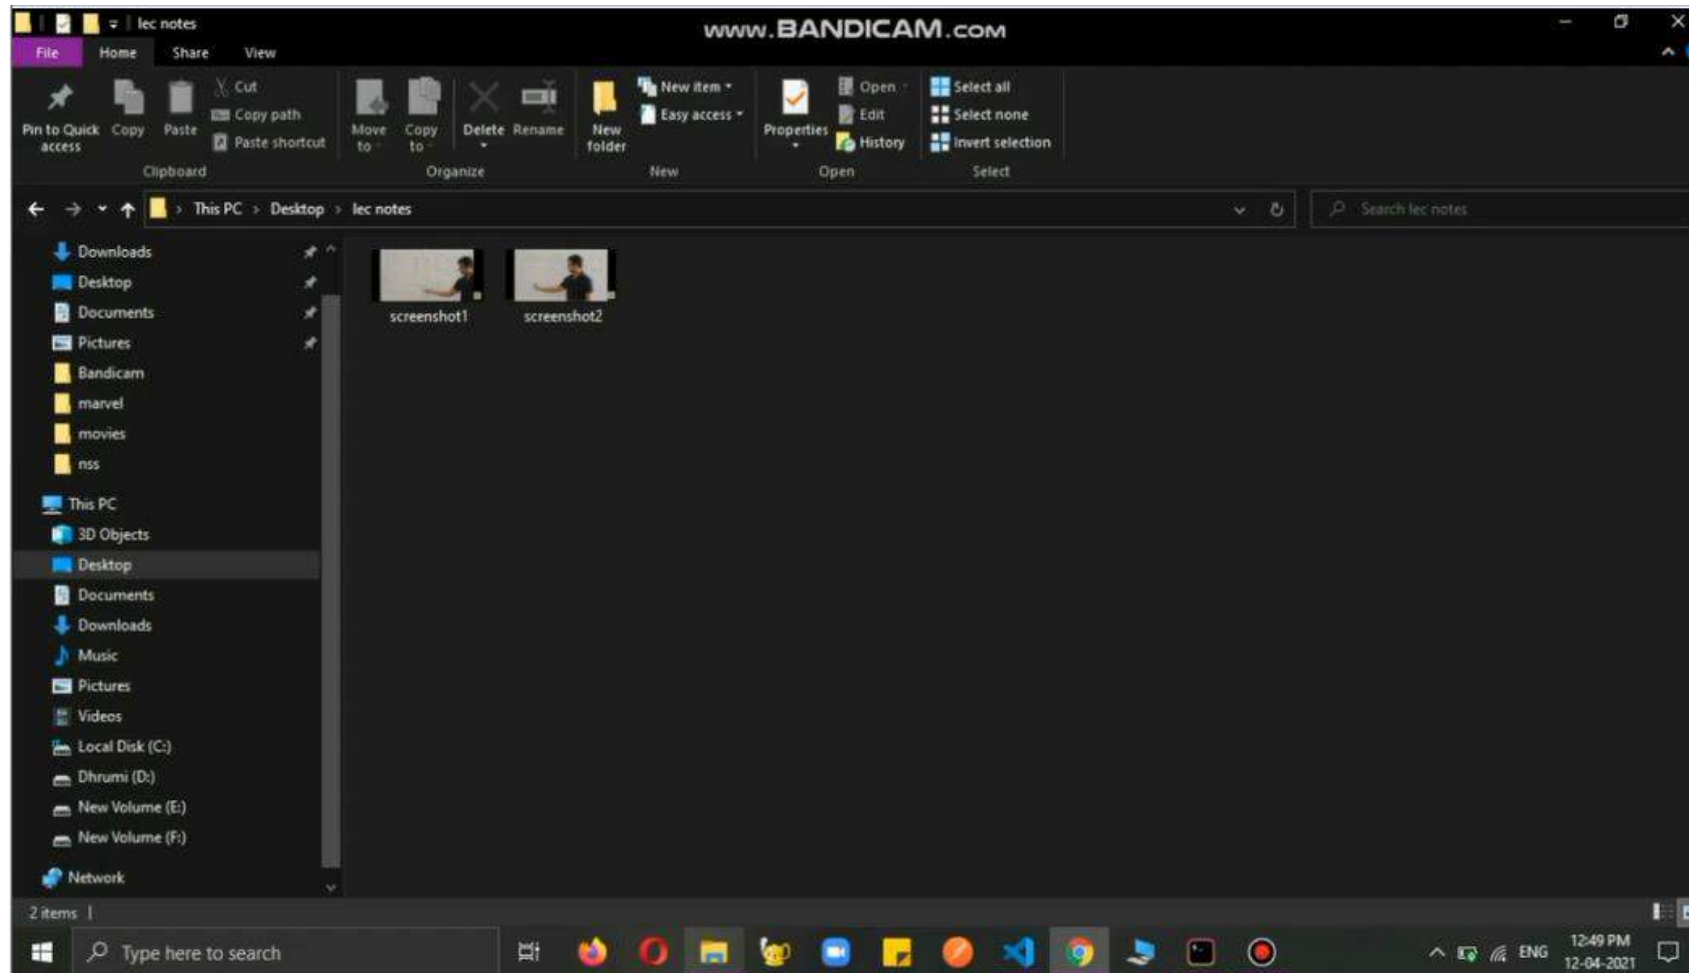 lec notes
www.BANDICAM.COM
File Home Share View
Pin to Quick access
Copy
Paste
Cut
Copy path
Paste shortcut
Move to
Copy to
Delete
Rename
New folder
New item
Easy access
Properties
Open
Edit
History
Select all
Select none
Invert selection
Clipboard Organize New Open Select
This PC > Desktop > lec notes
Search lec notes
Downloads
Desktop
Documents
Pictures
Bandicam
marvel
movies
nss
This PC
3D Objects
Desktop
Documents
Downloads
Music
Pictures
Videos
Local Disk (C:)
Dhrumi (D:)
New Volume (E:)
New Volume (F:)
Network
screenshot1 screenshot2
2 items
Type here to search
ENG
12:49 PM
12-04-2021